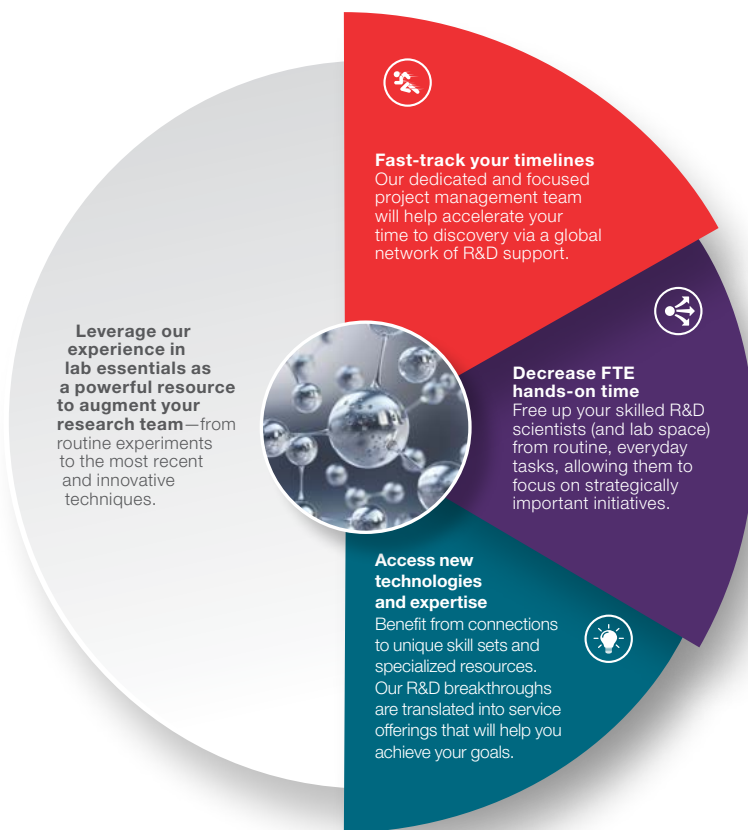 Leverage our
experience in
lab essentials as
a powerful resource
to augment your
research team—from
routine experiments
to the most recent
and innovative
techniques.
Fast-track your timelines
Our dedicated and focused
project management team
will help accelerate your
time to discovery via a global
network of R&D support.
Decrease FTE
hands-on time
Free up your skilled R&D
scientists (and lab space)
from routine, everyday
tasks, allowing them to
focus on strategically
important initiatives.
Access new
technologies
and expertise
Benefit from connections
to unique skill sets and
specialized resources.
Our R&D breakthroughs
are translated into service
offerings that will help you
achieve your goals.